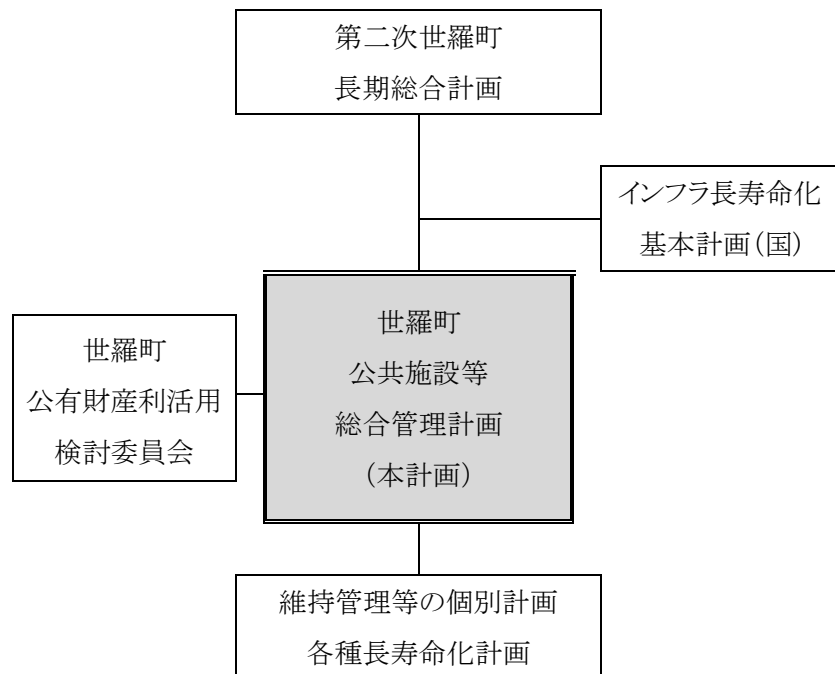 第二次世羅町
長期総合計画
インフラ長寿命化
基本計画（国）
世羅町
公共施設等
総合管理計画
（本計画）
世羅町
公有財産利活用
検討委員会
維持管理等の個別計画
各種長寿命化計画